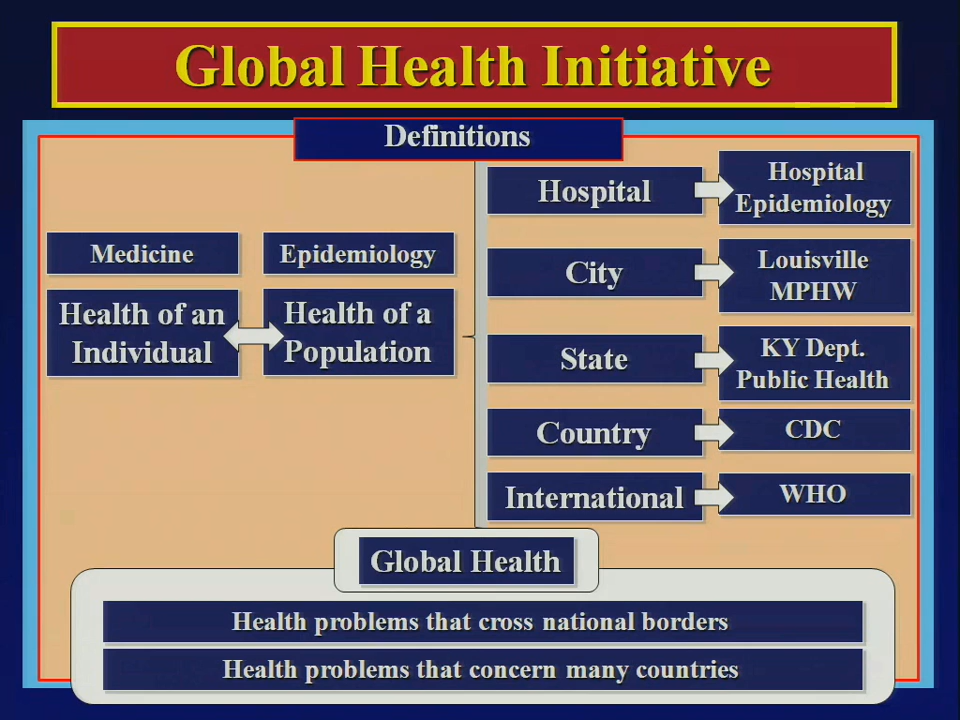 Global Health Initiative
Definitions
Medicine
Health of an
Individual
Epidemiology
Health of a
Population
Hospital
Hospital
Epidemiology
City
Louisville
MPHW
State
KY Dept.
Public Health
Country
CDC
International
WHO
Global Health
Health problems that cross national borders
Health problems that concern many countries